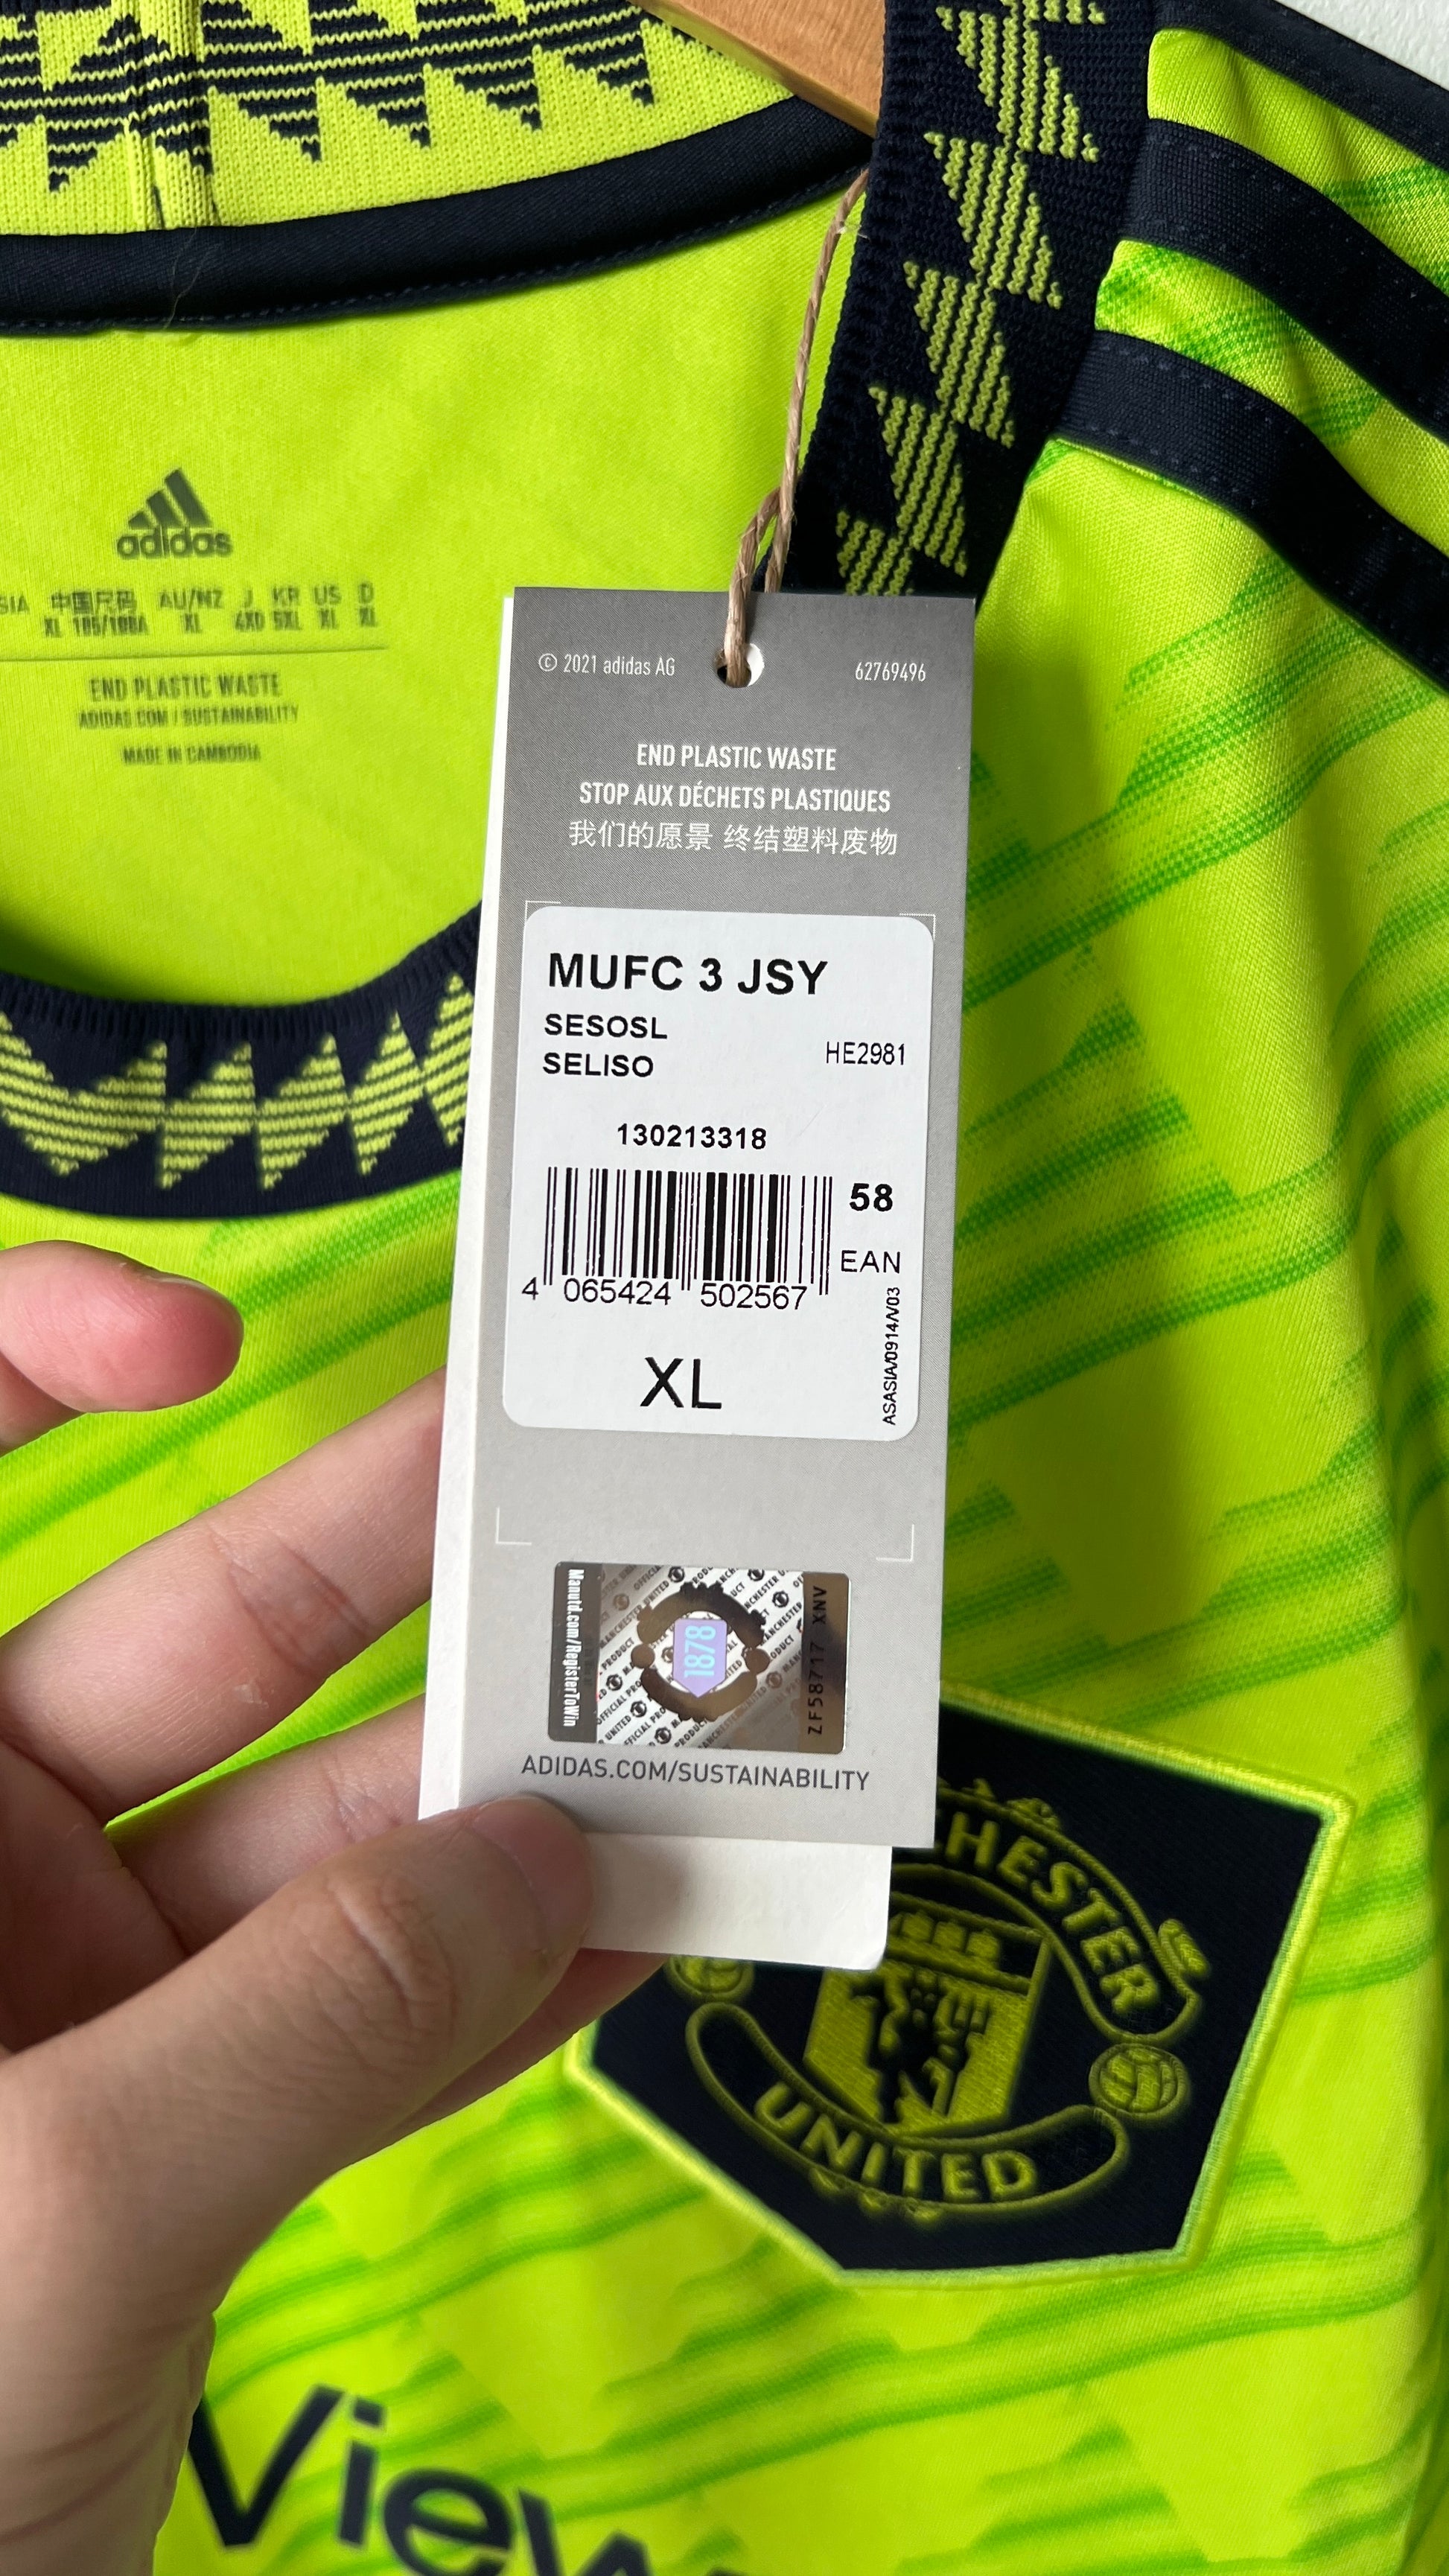 adidas
SIA 中国尺码 AU/NZ J KR US D
XL 185/108A XL 4XO 5XL XL XL
END PLASTIC WASTE
ADIDAS.COM / SUSTAINABILITY
MADE IN CAMBODIA
© 2021 adidas AG 62769496
END PLASTIC WASTE
STOP AUX DÉCHETS PLASTIQUES
我们的愿景 终结塑料废物
MUFC 3 JSY
SESOSL
SELISO
HE2981
130213318
58
EAN
4 065424 502567
XL
ASASIA/0914/V03
Manutd.com/RegisterToWin
1878
ZF58717 XNV
ADIDAS.COM/SUSTAINABILITY
CHESTER
UNITED
View